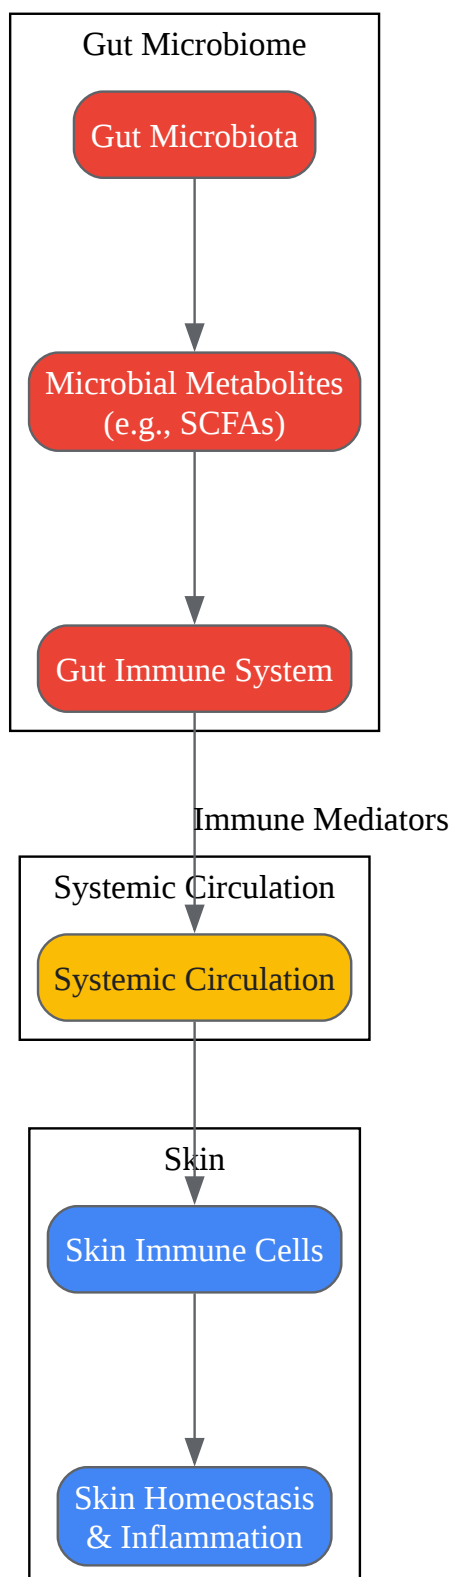 Gut Microbiome
Gut Microbiota
Microbial Metabolites
(e.g., SCFAs)
Gut Immune System
Immune Mediators
Systemic Circulation
Systemic Circulation
Skin
Skin Immune Cells
Skin Homeostasis
& Inflammation